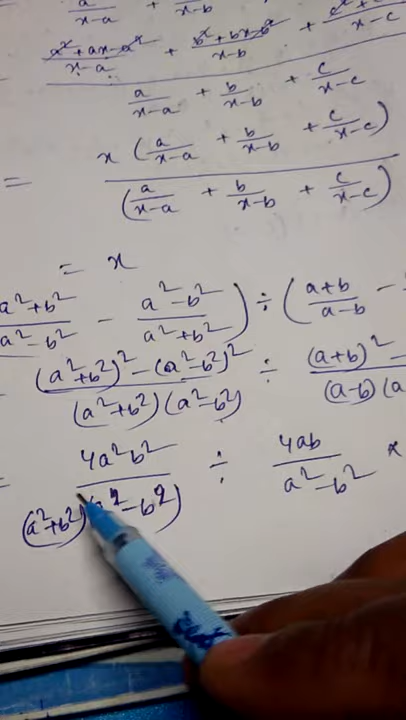 a/(x-a) + b/(x-b)
(a² + ax - a²)/(x-a) + (b² + bx - b²)/(x-b) + /(x-c)
a/(x-a) + b/(x-b) + c/(x-c)
= x (a/(x-a) + b/(x-b) + c/(x-c))
(a/(x-a) + b/(x-b) + c/(x-c))
= x
(a²+b²)/(a²-b²) - (a²-b²)/(a²+b²)) ÷ ((a+b)/(a-b) -
((a²+b²)² - (a²-b²)²)/((a²+b²)(a²-b²)) ÷ ((a+b)² -)/((a-b)(a
= 4a²b²/((a²+b²)(a²-b²)) ÷ 4ab/(a²-b²) ×